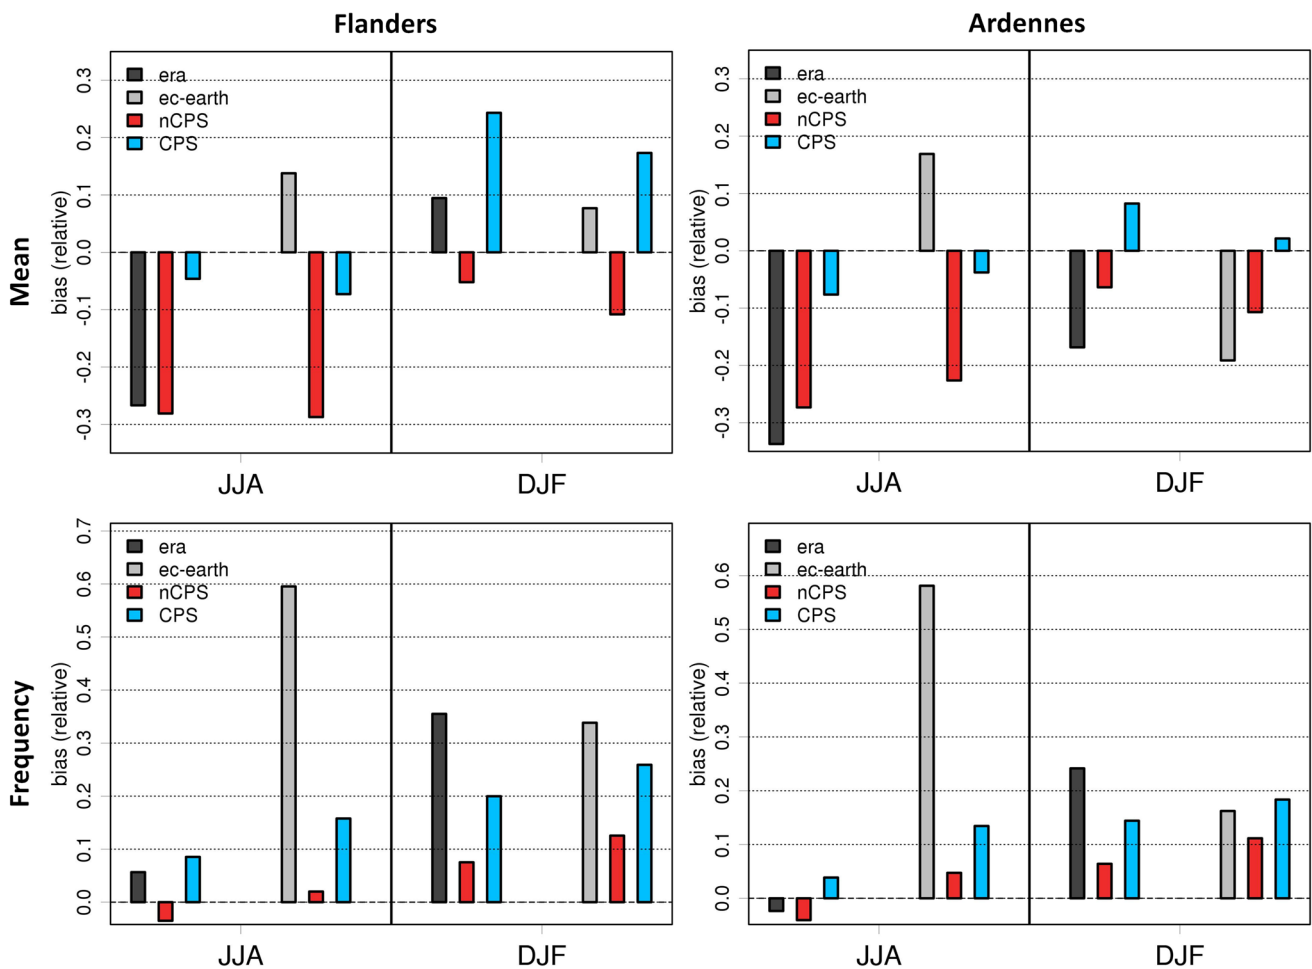 Flanders
Ardennes
Mean
bias (relative)
0.3
0.2
0.1
0.0
-0.1
-0.2
-0.3
era
ec-earth
nCPS
CPS
JJA
DJF
bias (relative)
0.3
0.2
0.1
0.0
-0.1
-0.2
-0.3
era
ec-earth
nCPS
CPS
JJA
DJF
Frequency
bias (relative)
0.7
0.6
0.5
0.4
0.3
0.2
0.1
0.0
era
ec-earth
nCPS
CPS
JJA
DJF
bias (relative)
0.6
0.5
0.4
0.3
0.2
0.1
0.0
era
ec-earth
nCPS
CPS
JJA
DJF